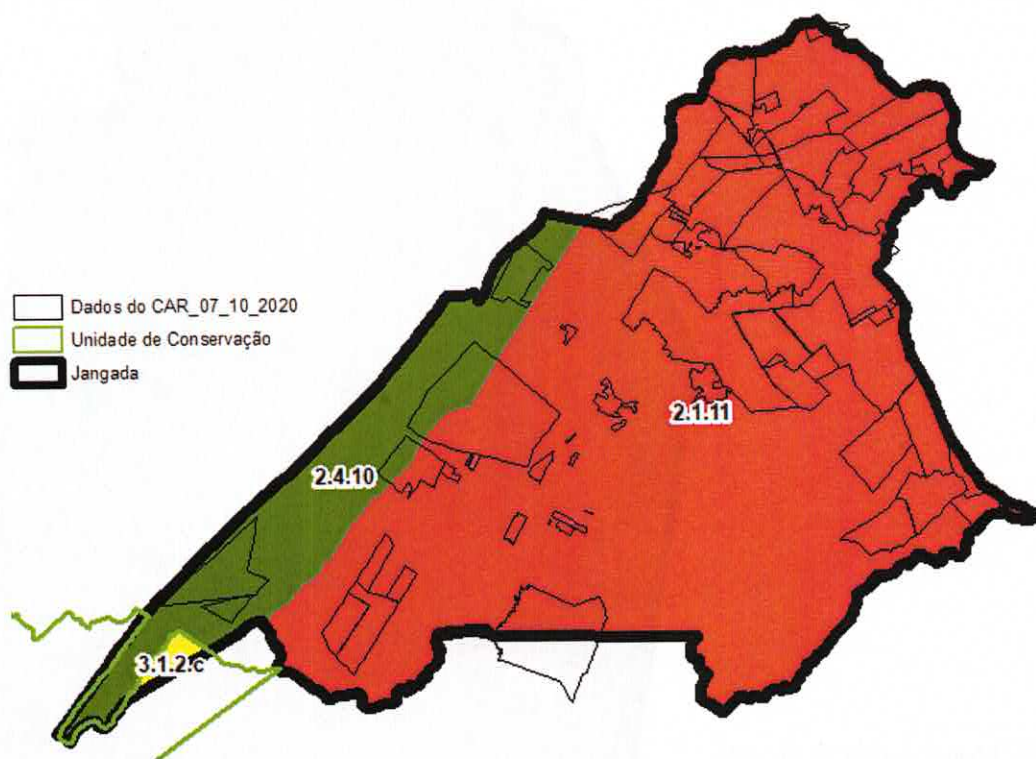 Dados do CAR_07_10_2020
Unidade de Conservação
Jangada
2.1.11
2.4.10
3.1.2.c